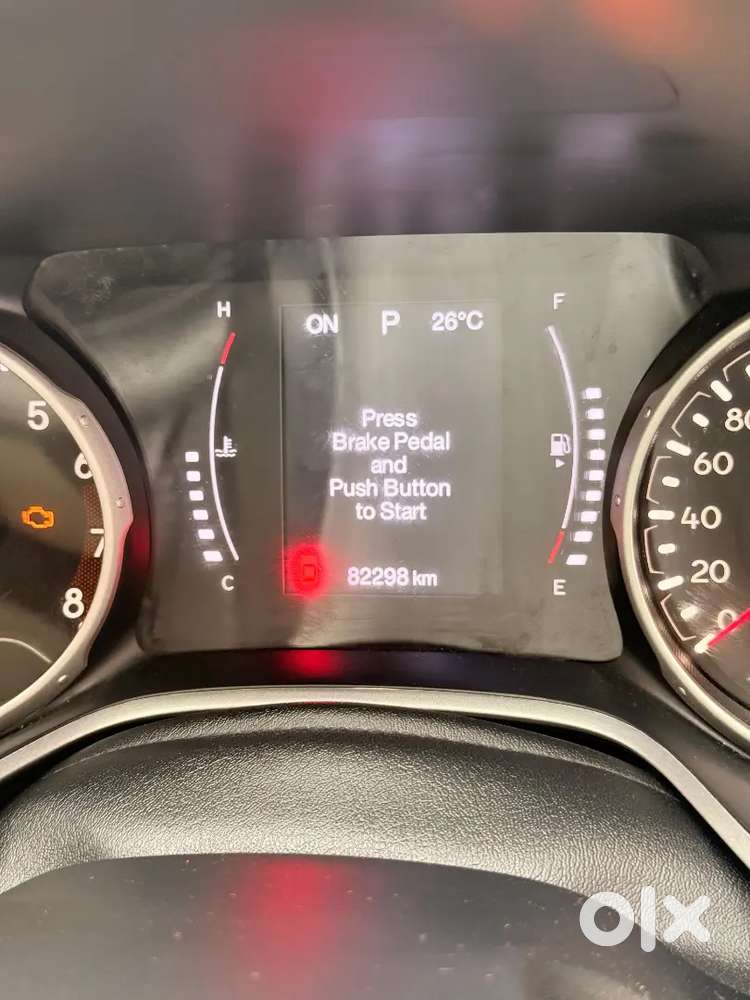 H
F
ON P 26°C
Press
Brake Pedal
and
Push Button
to Start
82298 km
C
E
5
6
7
8
80
60
40
20
0
olx